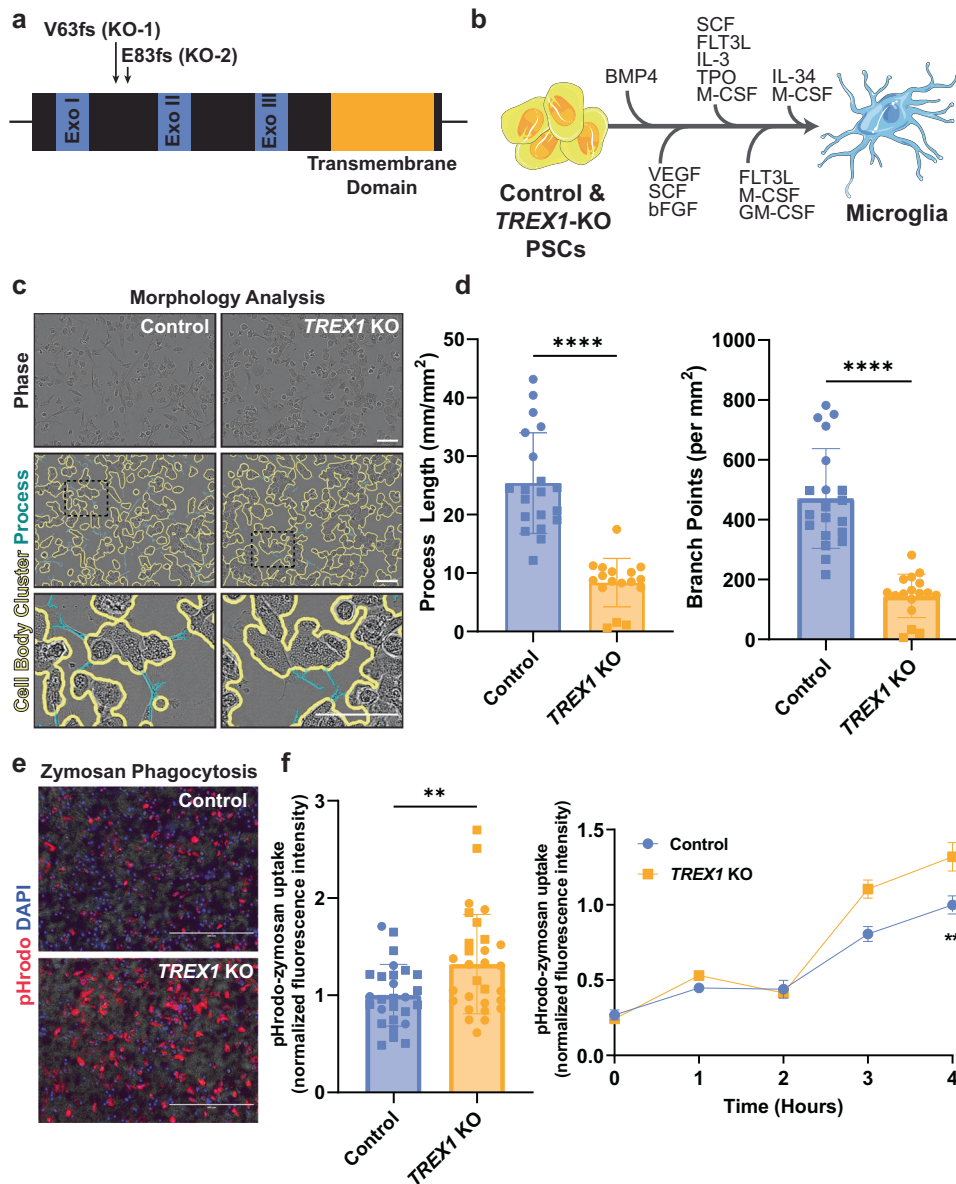 a
V63fs (KO-1)
E83fs (KO-2)
Exo I
Exo II
Exo III
Transmembrane
Domain
b
BMP4
SCF
FLT3L
IL-3
TPO
M-CSF
IL-34
M-CSF
VEGF
SCF
bFGF
FLT3L
M-CSF
GM-CSF
Control &
TREX1-KO
PSCs
Microglia
c
Morphology Analysis
Control
TREX1 KO
Phase
Cell Body Cluster Process
d
Process Length (mm/mm²)
50
40
30
20
10
0
****
Control
TREX1 KO
Branch Points (per mm²)
1000
800
600
400
200
0
****
Control
TREX1 KO
e
Zymosan Phagocytosis
Control
TREX1 KO
pHrodo DAPI
f
pHrodo-zymosan uptake
(normalized fluorescence intensity)
3
2
1
0
**
Control
TREX1 KO
pHrodo-zymosan uptake
(normalized fluorescence intensity)
1.5
1.0
0.5
0.0
Control
TREX1 KO
**
0
1
2
3
4
Time (Hours)